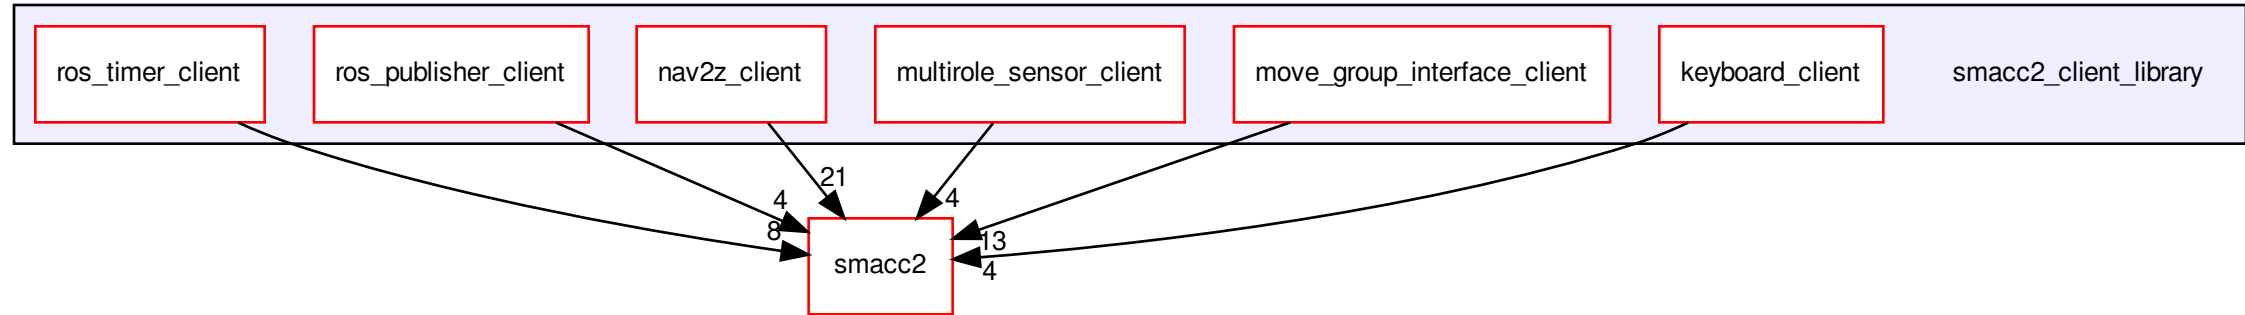 ros_timer_client
ros_publisher_client
nav2z_client
multirole_sensor_client
move_group_interface_client
keyboard_client
smacc2_client_library
21
4
4
8
13
4
smacc2